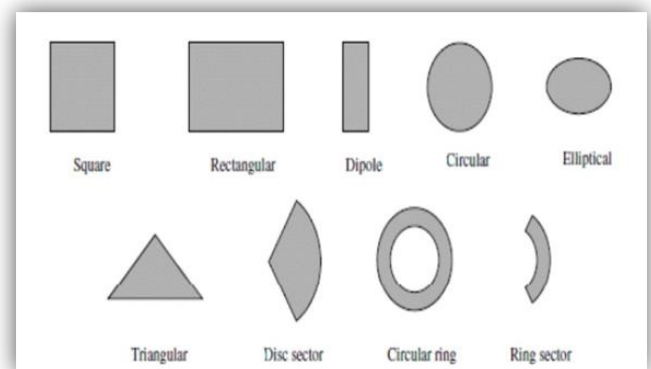 Square Rectangular Dipole Circular Elliptical
Triangular Disc sector Circular ring Ring sector